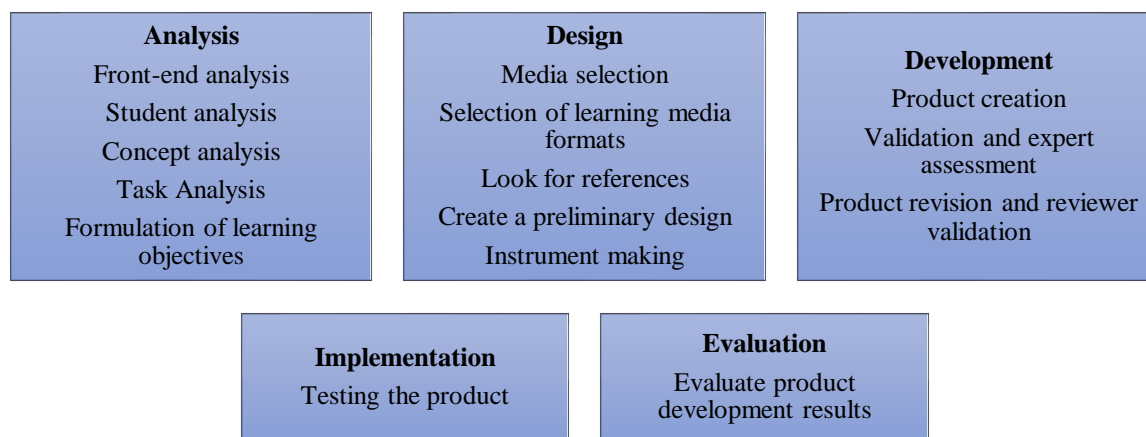 Analysis
Front-end analysis
Student analysis
Concept analysis
Task Analysis
Formulation of learning
objectives
Design
Media selection
Selection of learning media
formats
Look for references
Create a preliminary design
Instrument making
Development
Product creation
Validation and expert
assessment
Product revision and reviewer
validation
Implementation
Testing the product
Evaluation
Evaluate product
development results